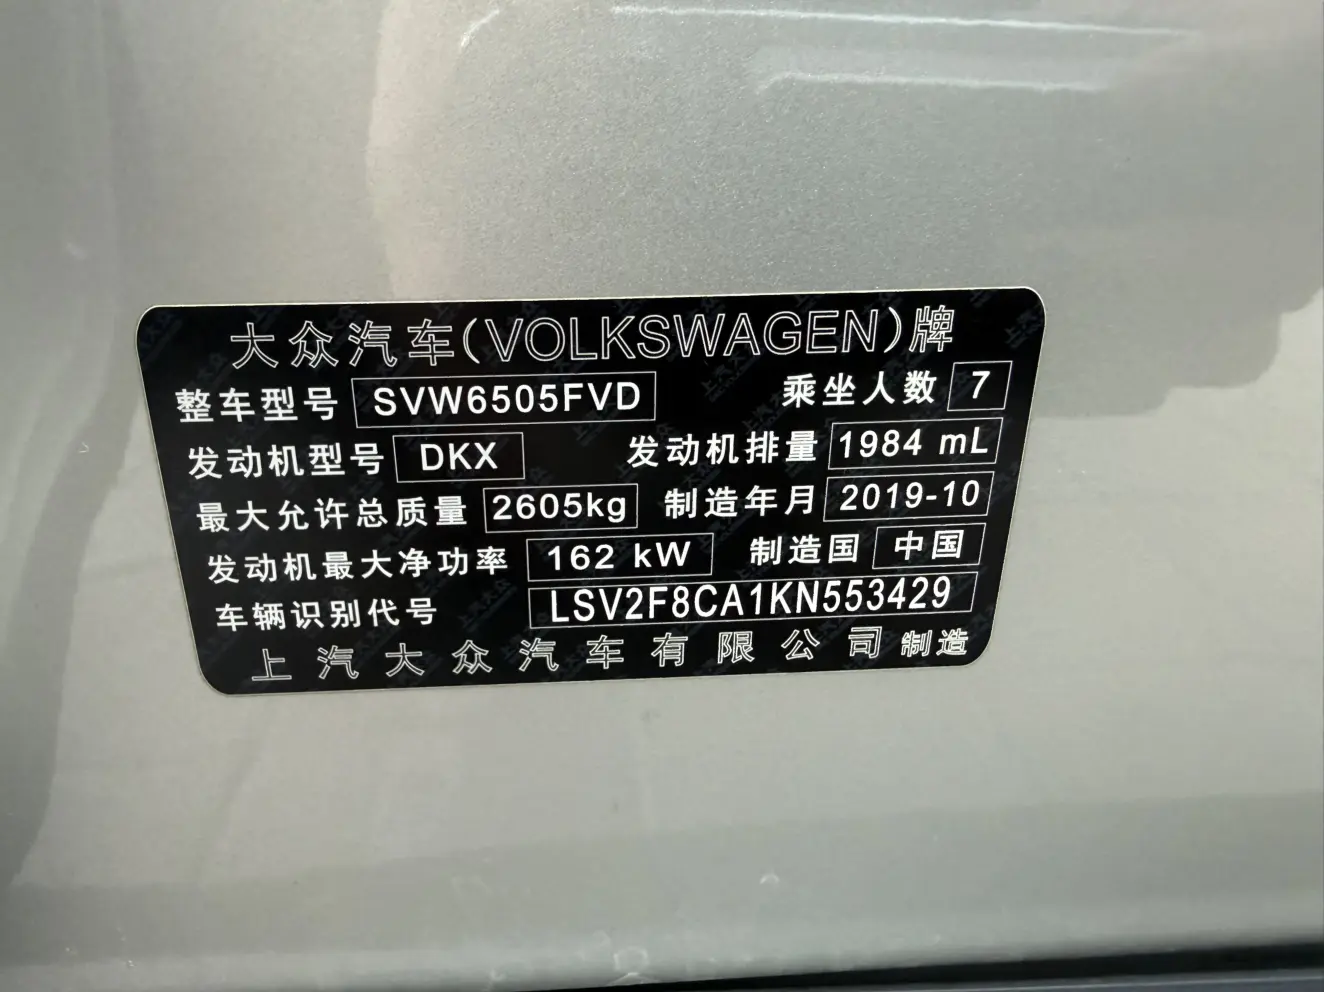 大众汽车(VOLKSWAGEN)牌
整车型号 SVW6505FVD 乘坐人数 7
发动机型号 DKX 发动机排量 1984 mL
最大允许总质量 2605kg 制造年月 2019-10
发动机最大净功率 162 kW 制造国 中国
车辆识别代号 LSV2F8CA1KN553429
上汽大众汽车有限公司 制造